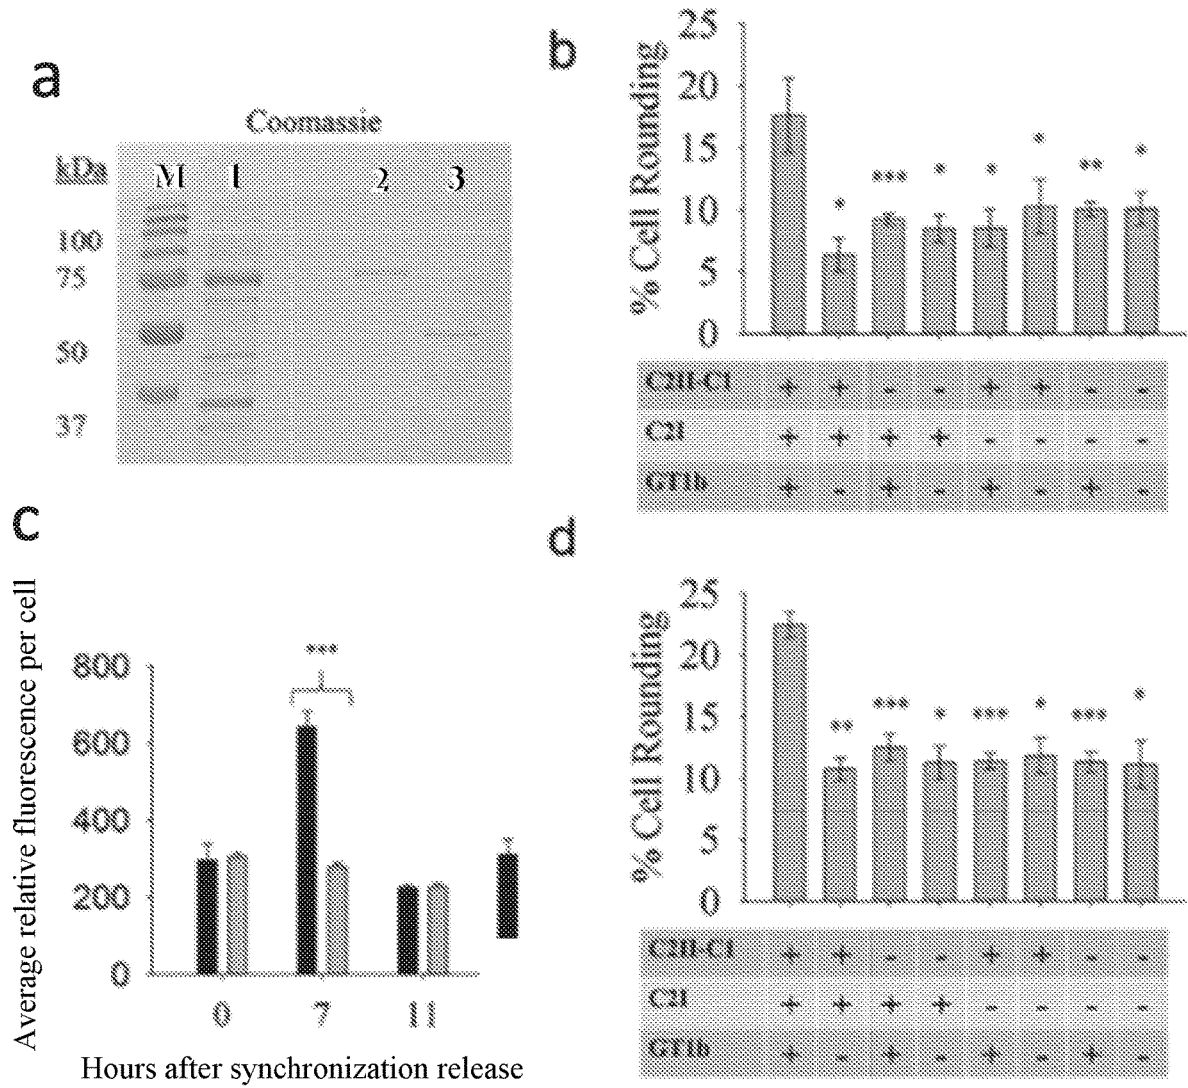 a
Coomassie
kDa M 1 2 3
100
75
50
37
b
% Cell Rounding
25
20
15
10
5
0
* *** * * * ** *
C2II-C1 + + - - + + - -
C2I + + + + - - - -
GT1b + - + - + - + -
c
Average relative fluorescence per cell
800
600
400
200
0
***
0 7 11
Hours after synchronization release
d
% Cell Rounding
25
20
15
10
5
0
** *** * *** * *** *
C2II-C1 + + - - + + - -
C2I + + + + - - - -
GT1b + - + - + - + -